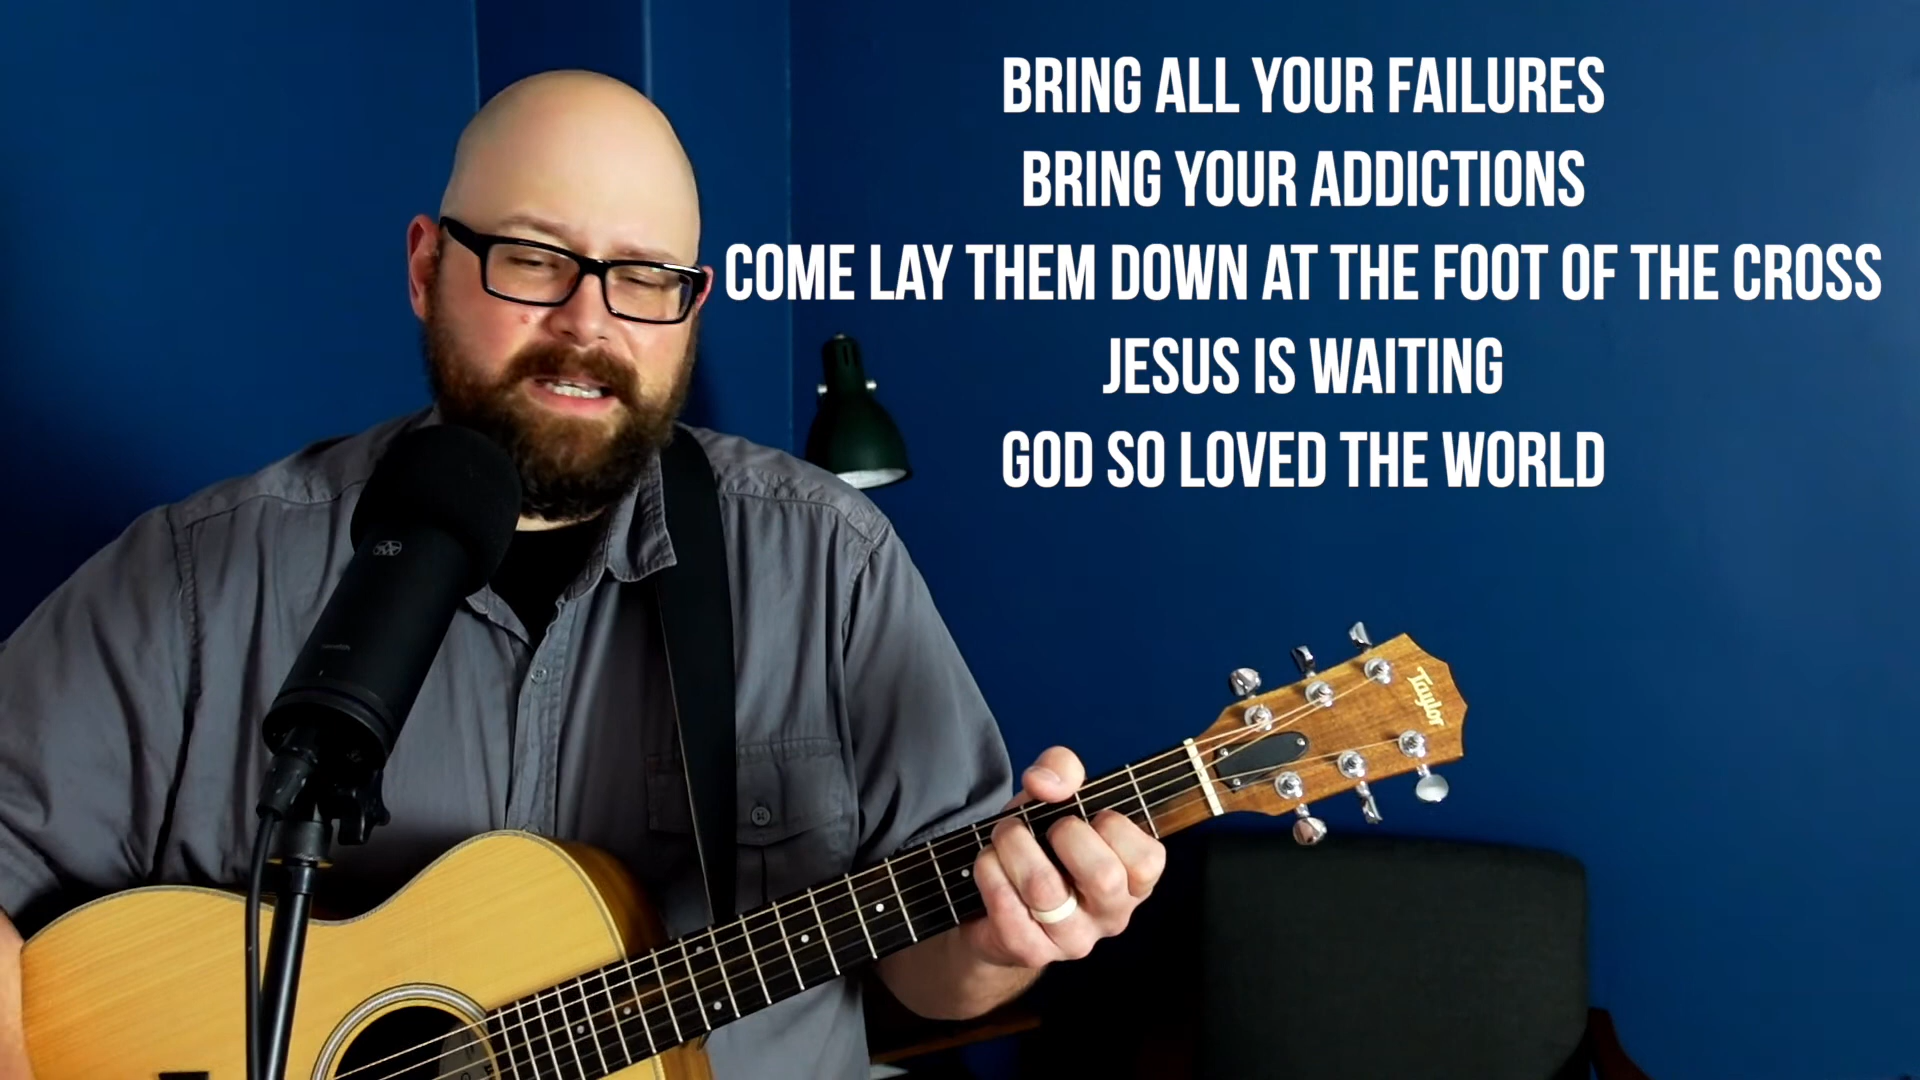 BRING ALL YOUR FAILURES
BRING YOUR ADDICTIONS
COME LAY THEM DOWN AT THE FOOT OF THE CROSS
JESUS IS WAITING
GOD SO LOVED THE WORLD
Taylor